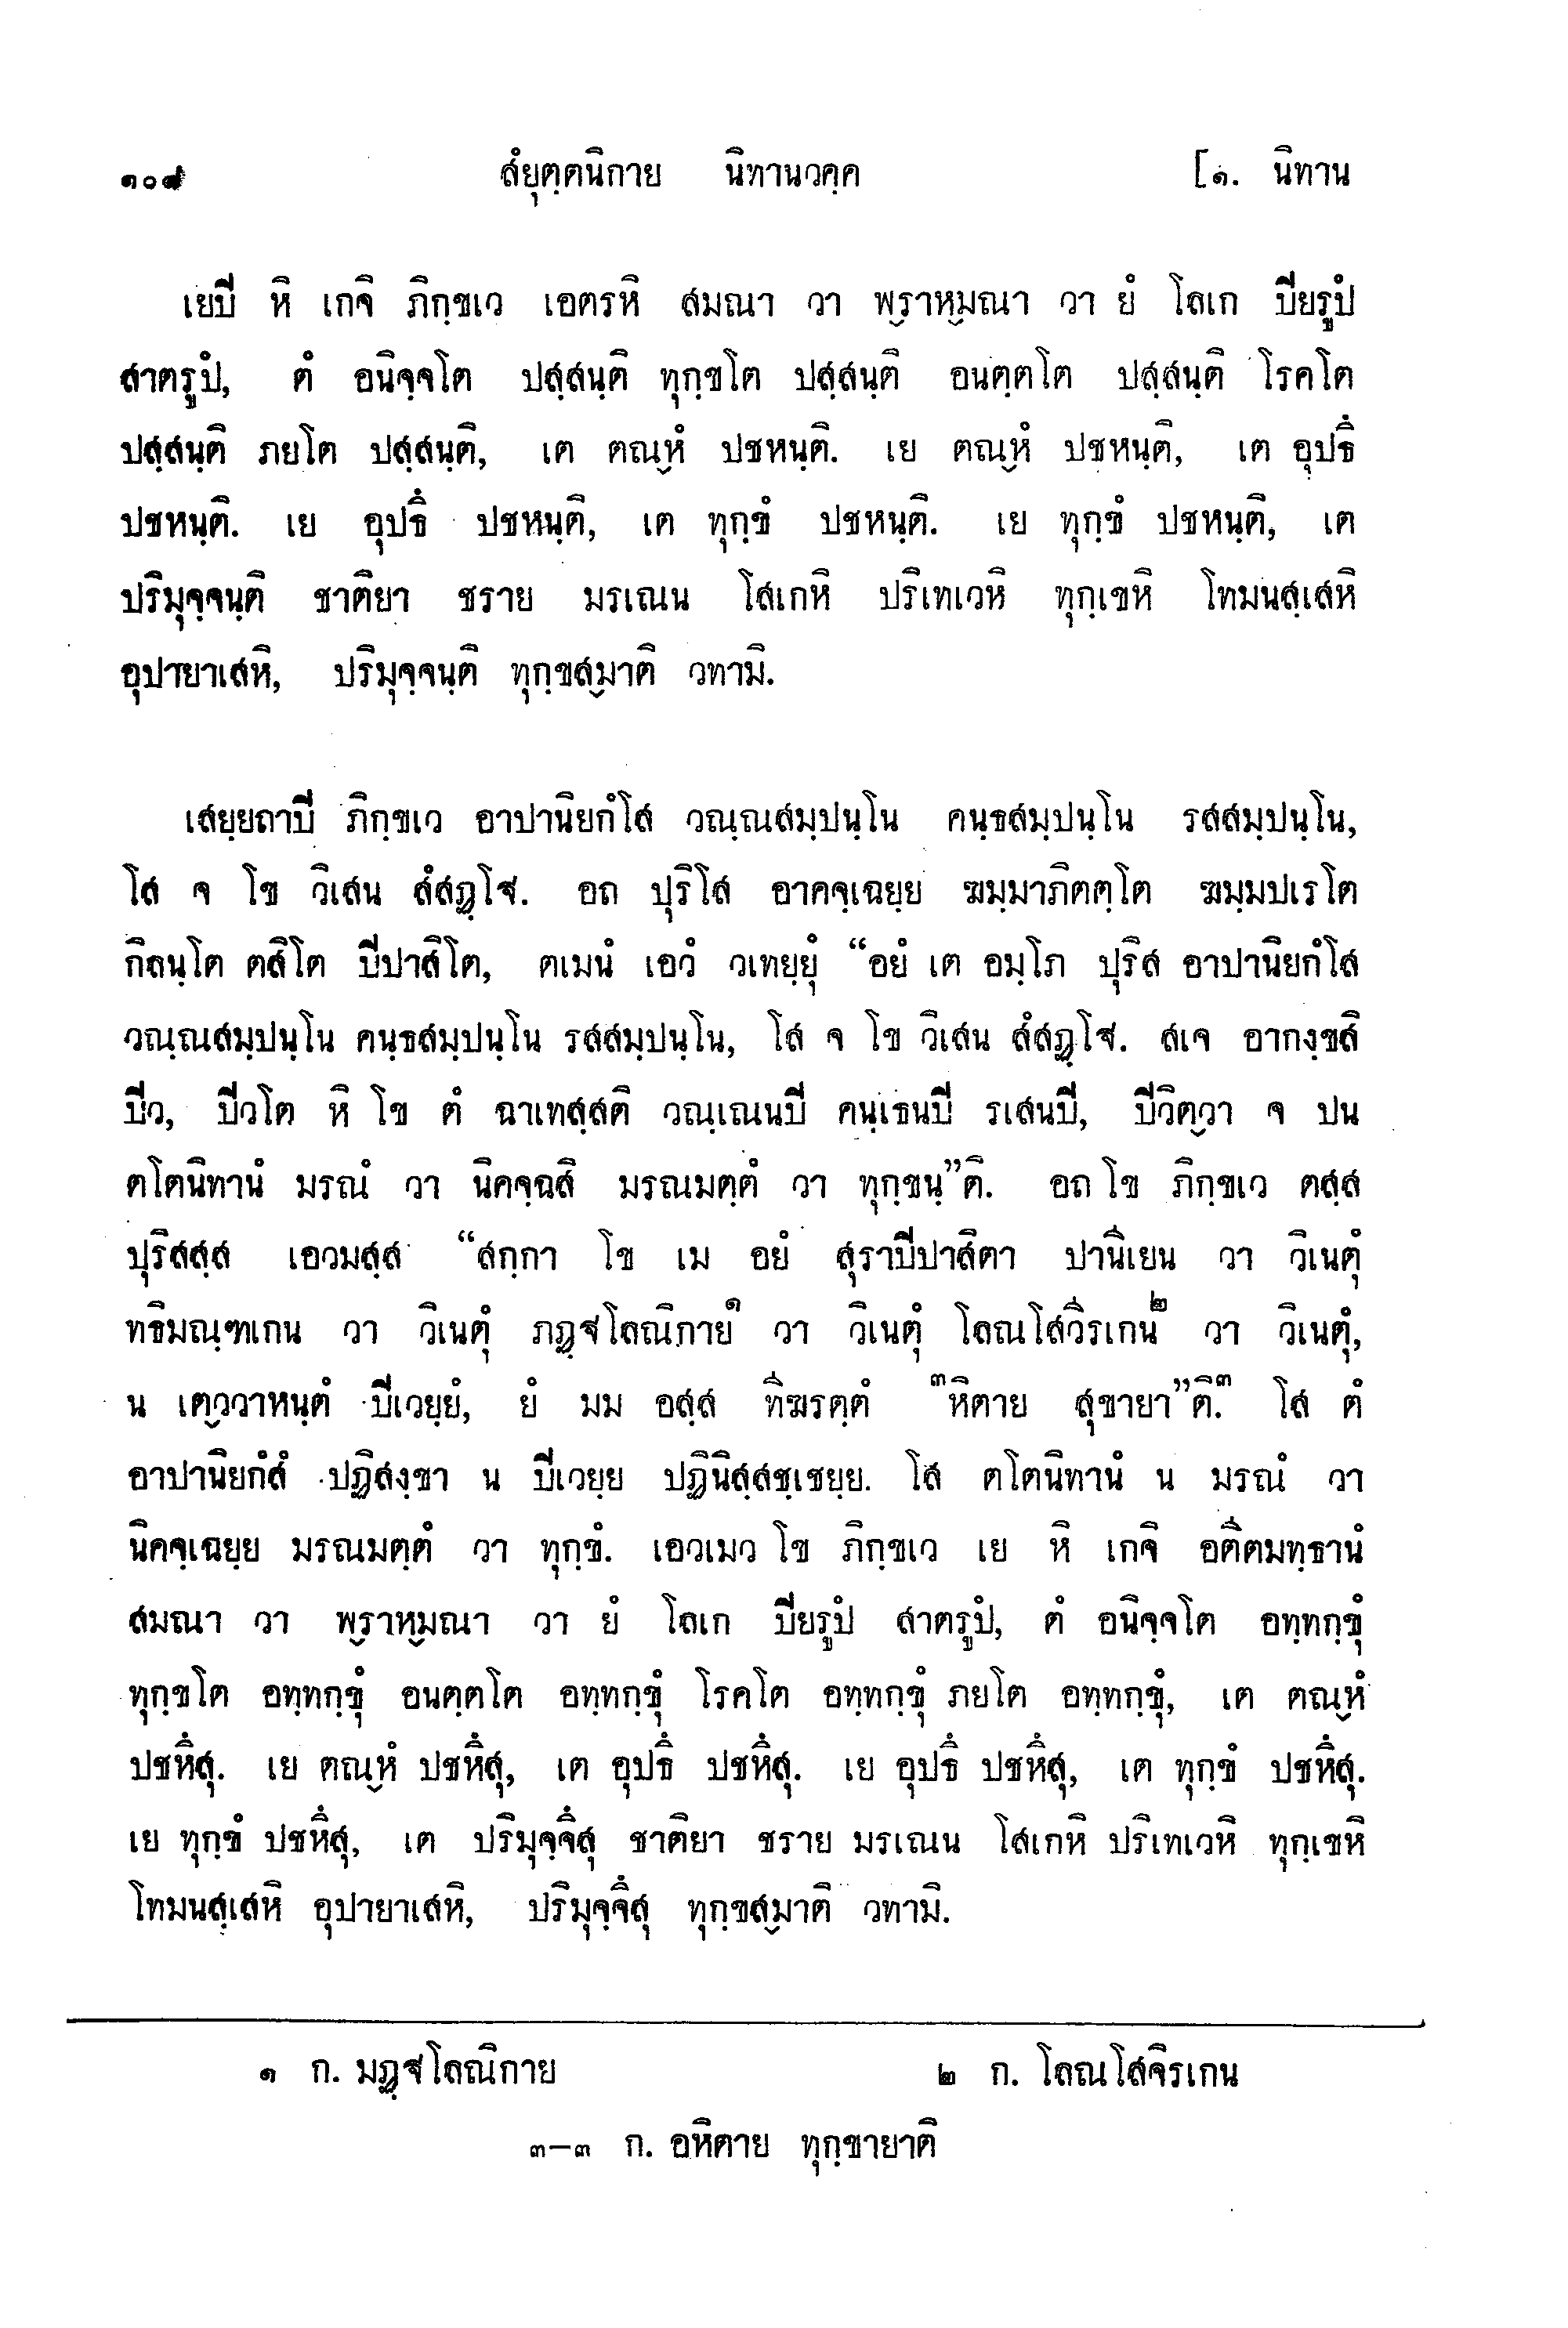 ๑๐๘ สํยุตฺตนิกาย นิทานวคฺค [๑. นิทาน
เยปิ หิ เกจิ ภิกฺขเว เอตรหิ สมณา วา พฺราหฺมณา วา ยํ โลเก ปิยรูปํ
สาตรูปํ, ตํ อนิจฺจโต ปสฺสนฺติ ทุกฺขโต ปสฺสนฺติ อนตฺตโต ปสฺสนฺติ โรคโต
ปสฺสนฺติ ภยโต ปสฺสนฺติ, เต ตณฺหํ ปชหนฺติ. เย ตณฺหํ ปชหนฺติ, เต อุปธึ
ปชหนฺติ. เย อุปธึ ปชหนฺติ, เต ทุกฺขํ ปชหนฺติ. เย ทุกฺขํ ปชหนฺติ, เต
ปริมุจฺจนฺติ ชาติยา ชราย มรเณน โสเกหิ ปริเทเวหิ ทุกฺเขหิ โทมนสฺเสหิ
อุปายาเสหิ, ปริมุจฺจนฺติ ทุกฺขสฺมาติ วทามิ.
เสยฺยถาปิ ภิกฺขเว อาปานิยกํโส วณฺณสมฺปนฺโน คนฺธสมฺปนฺโน รสสมฺปนฺโน,
โส จ โข วิเสน สํสฏฺโฐ. อถ ปุริโส อาคจฺเฉยฺย ฆมฺมาภิตตฺโต ฆมฺมปเรโต
กิลนฺโต ตสิโต ปิปาสิโต, ตเมนํ เอวํ วเทยฺยุํ “อยํ เต อมฺโภ ปุริส อาปานิยกํโส
วณฺณสมฺปนฺโน คนฺธสมฺปนฺโน รสสมฺปนฺโน, โส จ โข วิเสน สํสฏฺโฐ. สเจ อากงฺขสิ
ปิว, ปิวโต หิ โข ตํ ฉาเทสฺสติ วณฺเณนปิ คนฺเธนปิ รเสนปิ, ปิวิตฺวา จ ปน
ตโตนิทานํ มรณํ วา นิคจฺฉสิ มรณมตฺตํ วา ทุกฺขนฺ”ติ. อถ โข ภิกฺขเว ตสฺส
ปุริสสฺส เอวมสฺส “สกฺกา โข เม อยํ สุราปิปาสิตา ปานีเยน วา วิเนตุํ
ทธิมณฺฑเกน วา วิเนตุํ ภฏฺฐโลณิกาย๑ วา วิเนตุํ โลณโสวีรเกน๒ วา วิเนตุํ,
น เตฺววาหนฺตํ ปิเวยฺยํ, ยํ มม อสฺส ทีฆรตฺตํ ๓หิตาย สุขายา”ติ๓. โส ตํ
อาปานิยกํสํ ปฏิสงฺขา น ปิเวยฺย ปฏินิสฺสชฺเชยฺย. โส ตโตนิทานํ น มรณํ วา
นิคจฺเฉยฺย มรณมตฺตํ วา ทุกฺขํ. เอวเมว โข ภิกฺขเว เย หิ เกจิ อตีตมทฺธานํ
สมณา วา พฺราหฺมณา วา ยํ โลเก ปิยรูปํ สาตรูปํ, ตํ อนิจฺจโต อทฺทกฺขุํ
ทุกฺขโต อทฺทกฺขุํ อนตฺตโต อทฺทกฺขุํ โรคโต อทฺทกฺขุํ ภยโต อทฺทกฺขุํ, เต ตณฺหํ
ปชหึสุ. เย ตณฺหํ ปชหึสุ, เต อุปธึ ปชหึสุ. เย อุปธึ ปชหึสุ, เต ทุกฺขํ ปชหึสุ.
เย ทุกฺขํ ปชหึสุ, เต ปริมุจฺจึสุ ชาติยา ชราย มรเณน โสเกหิ ปริเทเวหิ ทุกฺเขหิ
โทมนสฺเสหิ อุปายาเสหิ, ปริมุจฺจึสุ ทุกฺขสฺมาติ วทามิ.
๑ ก. มฏฺฐโลณิกาย ๒ ก. โลณโสจิรเกน
๓–๓ ก. อหิตาย ทุกฺขายาติ